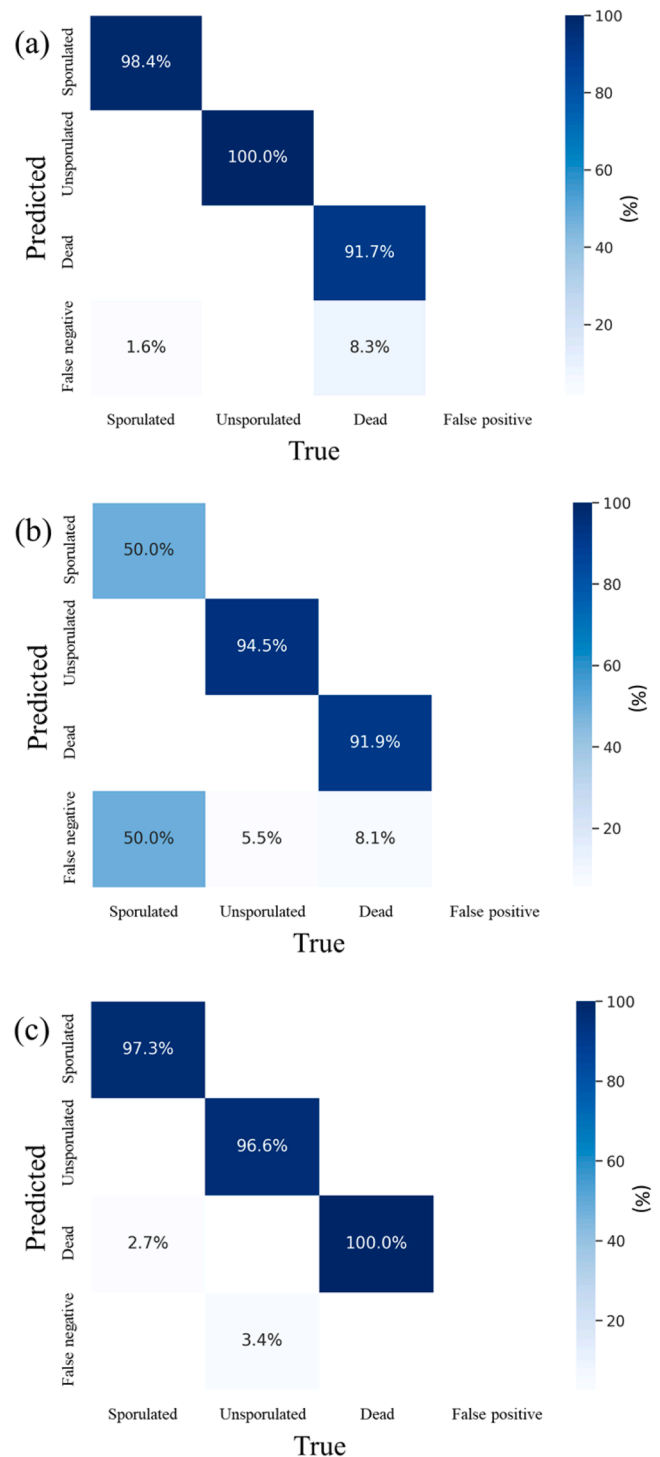 (a)
Predicted
Sporulated
Unsporulated
Dead
False negative
98.4%
100.0%
91.7%
1.6%
8.3%
Sporulated Unsporulated Dead False positive
True
100
80
60
40
20
(%)
(b)
Predicted
Sporulated
Unsporulated
Dead
False negative
50.0%
94.5%
91.9%
50.0% 5.5% 8.1%
Sporulated Unsporulated Dead False positive
True
100
80
60
40
20
(%)
(c)
Predicted
Sporulated
Unsporulated
Dead
False negative
97.3%
96.6%
2.7% 100.0%
3.4%
Sporulated Unsporulated Dead False positive
True
100
80
60
40
20
(%)